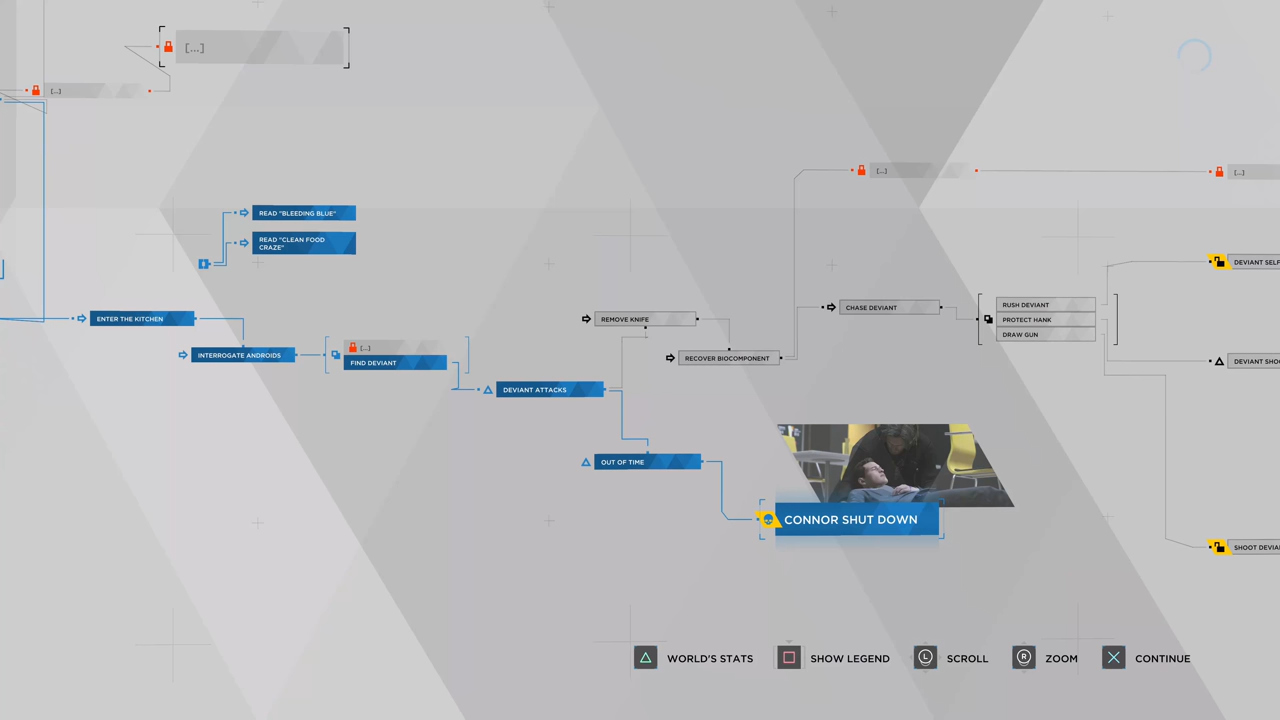 [...]
[...]
[...]
[...]
READ "BLEEDING BLUE"
READ "CLEAN FOOD
CRAZE"
DEVIANT SELF
ENTER THE KITCHEN
REMOVE KNIFE
CHASE DEVIANT
RUSH DEVIANT
PROTECT HANK
DRAW GUN
INTERROGATE ANDROIDS
[...]
FIND DEVIANT
RECOVER BIOCOMPONENT
DEVIANT SHOO
DEVIANT ATTACKS
OUT OF TIME
CONNOR SHUT DOWN
SHOOT DEVIA
WORLD'S STATS
SHOW LEGEND
L
SCROLL
R
ZOOM
CONTINUE